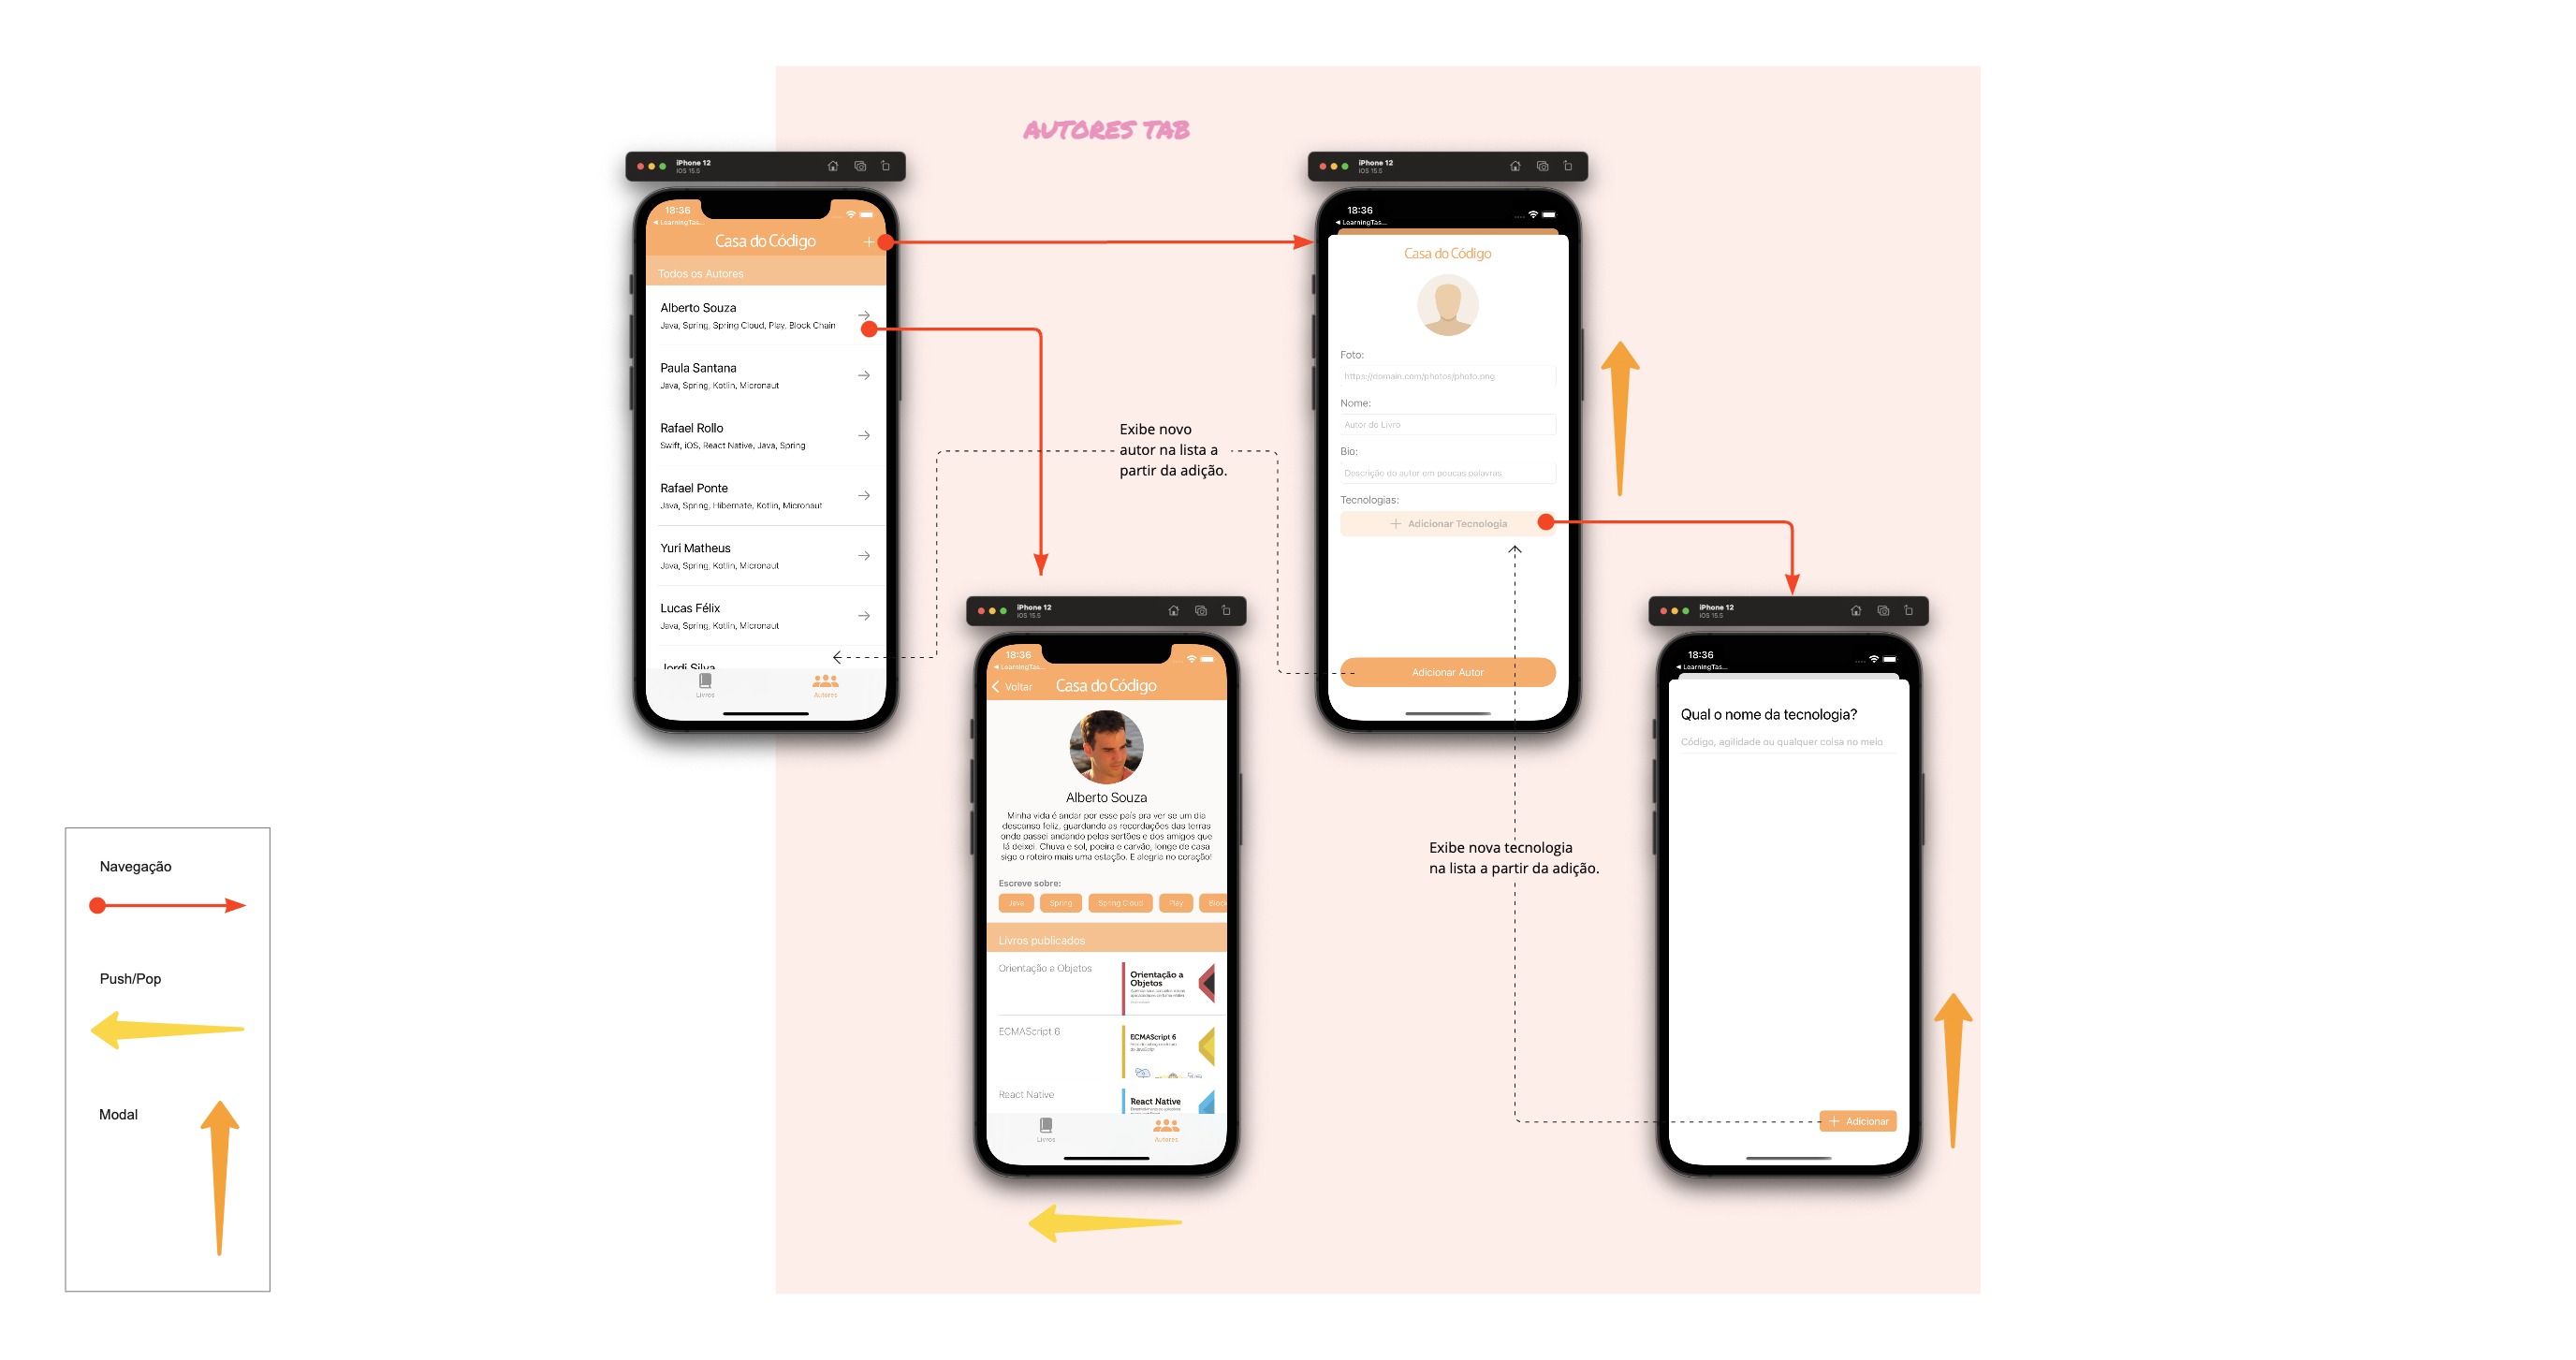 AUTORES TAB
iPhone 12
iOS 15.5
18:36
LearningTas...
Casa do Código
+
Todos os Autores
Alberto Souza
Java, Spring, Spring Cloud, Play, Block Chain
Paula Santana
Java, Spring, Kotlin, Micronaut
Rafael Rollo
Swift, iOS, React Native, Java, Spring
Rafael Ponte
Java, Spring, Hibernate, Kotlin, Micronaut
Yuri Matheus
Java, Spring, Kotlin, Micronaut
Lucas Félix
Java, Spring, Kotlin, Micronaut
Jordi Silva
Livros
Autores
Exibe novo
autor na lista a
partir da adição.
iPhone 12
iOS 15.5
18:36
LearningTas...
Casa do Código
Foto:
https://domain.com/photos/photo.png
Nome:
Autor do Livro
Bio:
Descrição do autor em poucas palavras
Tecnologias:
+ Adicionar Tecnologia
Adicionar Autor
iPhone 12
iOS 15.5
18:36
LearningTas...
Voltar
Casa do Código
Alberto Souza
Minha vida é andar por esse país pra ver se um dia
descanso feliz, guardando as recordações das terras
onde passei andando pelos sertões e dos amigos que
lá deixei. Chuva e sol, poeira e carvão, longe de casa
sigo o roteiro mais uma estação. E alegria no coração!
Escreve sobre:
Java
Spring
Spring Cloud
Play
Block
Livros publicados
Orientação a Objetos
Orientação a
Objetos
ECMAScript 6
ECMAScript 6
React Native
React Native
Livros
Autores
Exibe nova tecnologia
na lista a partir da adição.
iPhone 12
iOS 15.5
18:36
LearningTas...
Qual o nome da tecnologia?
Código, agilidade ou qualquer coisa no meio
+ Adicionar
Navegação
Push/Pop
Modal